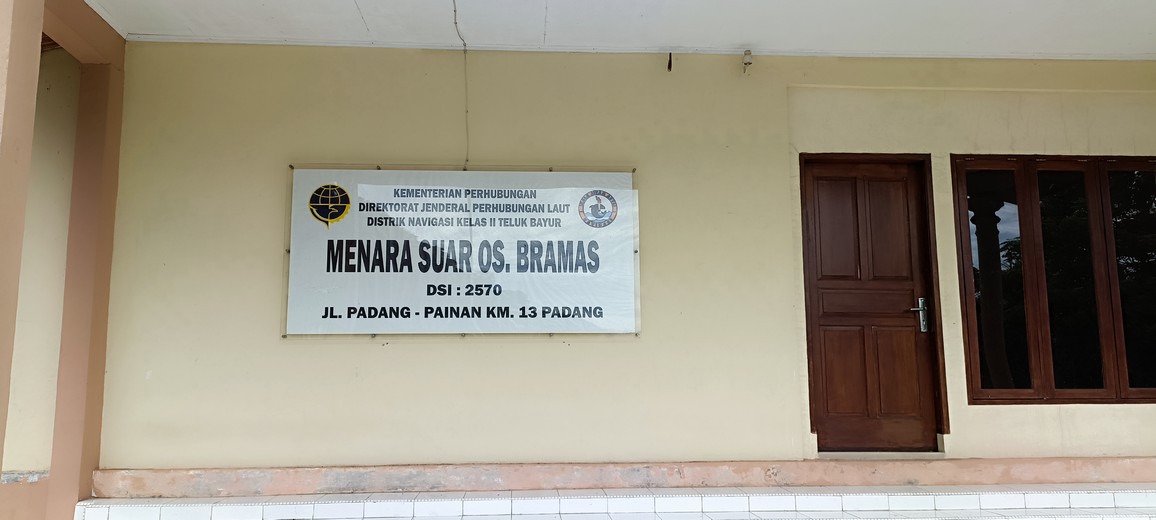 KEMENTERIAN PERHUBUNGAN
DIREKTORAT JENDERAL PERHUBUNGAN LAUT
DISTRIK NAVIGASI KELAS II TELUK BAYUR
MENARA SUAR OS. BRAMAS
DSI : 2570
JL. PADANG - PAINAN KM. 13 PADANG